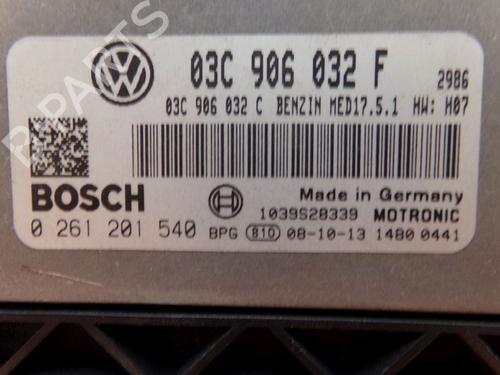 03C 906 032 F 2986
03C 906 032 C BENZIN MED17.5.1 HW: H07
BOSCH
Made in Germany
1039S28339 MOTRONIC
0 261 201 540 BPG 810 08-10-13 1480 0441